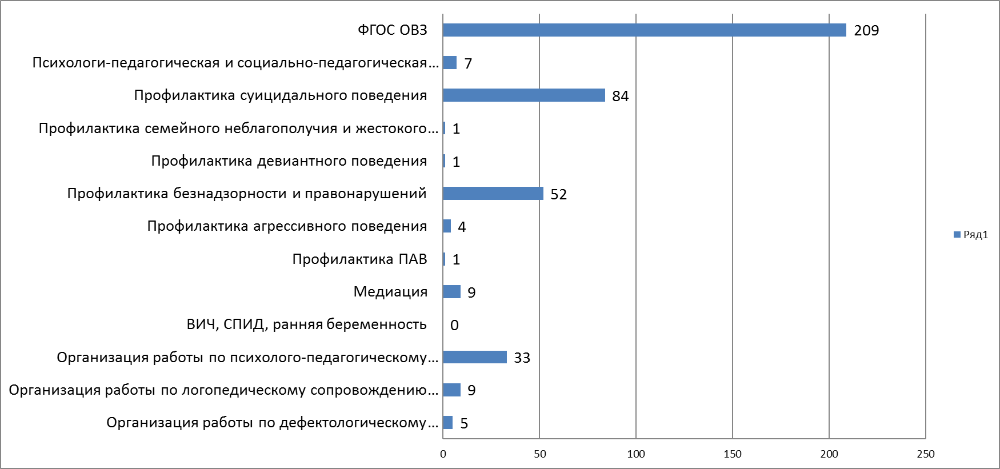 ФГОС ОВЗ 209
Психологи-педагогическая и социально-педагогическая... 7
Профилактика суицидального поведения 84
Профилактика семейного неблагополучия и жестокого... 1
Профилактика девиантного поведения 1
Профилактика безнадзорности и правонарушений 52
Профилактика агрессивного поведения 4
Профилактика ПАВ 1
Медиация 9
ВИЧ, СПИД, ранняя беременность 0
Организация работы по психолого-педагогическому... 33
Организация работы по логопедическому сопровождению... 9
Организация работы по дефектологическому... 5
0 50 100 150 200 250
Ряд1